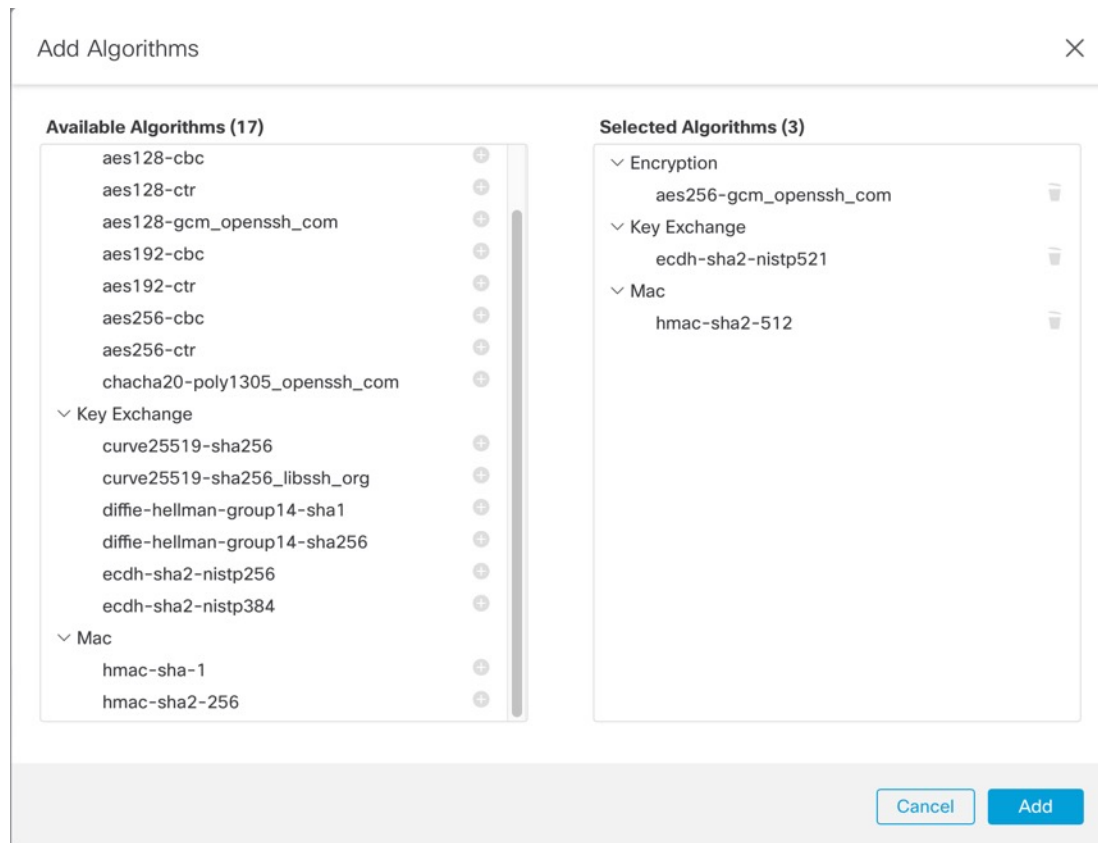 Add Algorithms
Available Algorithms (17)
aes128-cbc
aes128-ctr
aes128-gcm_openssh_com
aes192-cbc
aes192-ctr
aes256-cbc
aes256-ctr
chacha20-poly1305_openssh_com
Key Exchange
curve25519-sha256
curve25519-sha256_libssh_org
diffie-hellman-group14-sha1
diffie-hellman-group14-sha256
ecdh-sha2-nistp256
ecdh-sha2-nistp384
Mac
hmac-sha-1
hmac-sha2-256
Selected Algorithms (3)
Encryption
aes256-gcm_openssh_com
Key Exchange
ecdh-sha2-nistp521
Mac
hmac-sha2-512
Cancel
Add